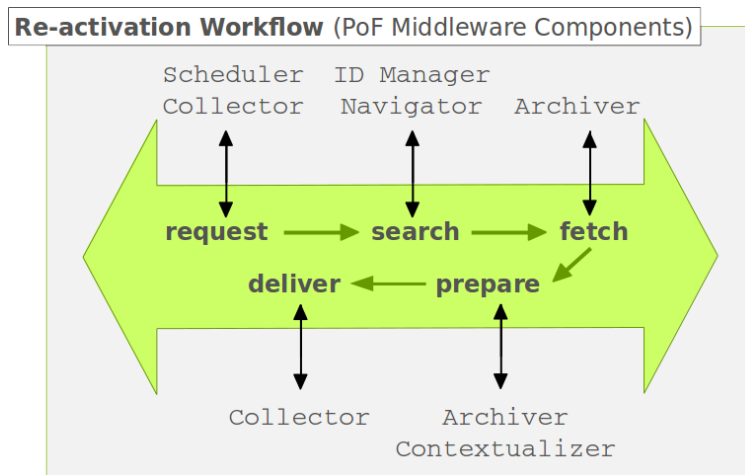 Re-activation Workflow (PoF Middleware Components)
Scheduler ID Manager
Collector Navigator Archiver
request search fetch
deliver prepare
Collector Archiver
Contextualizer